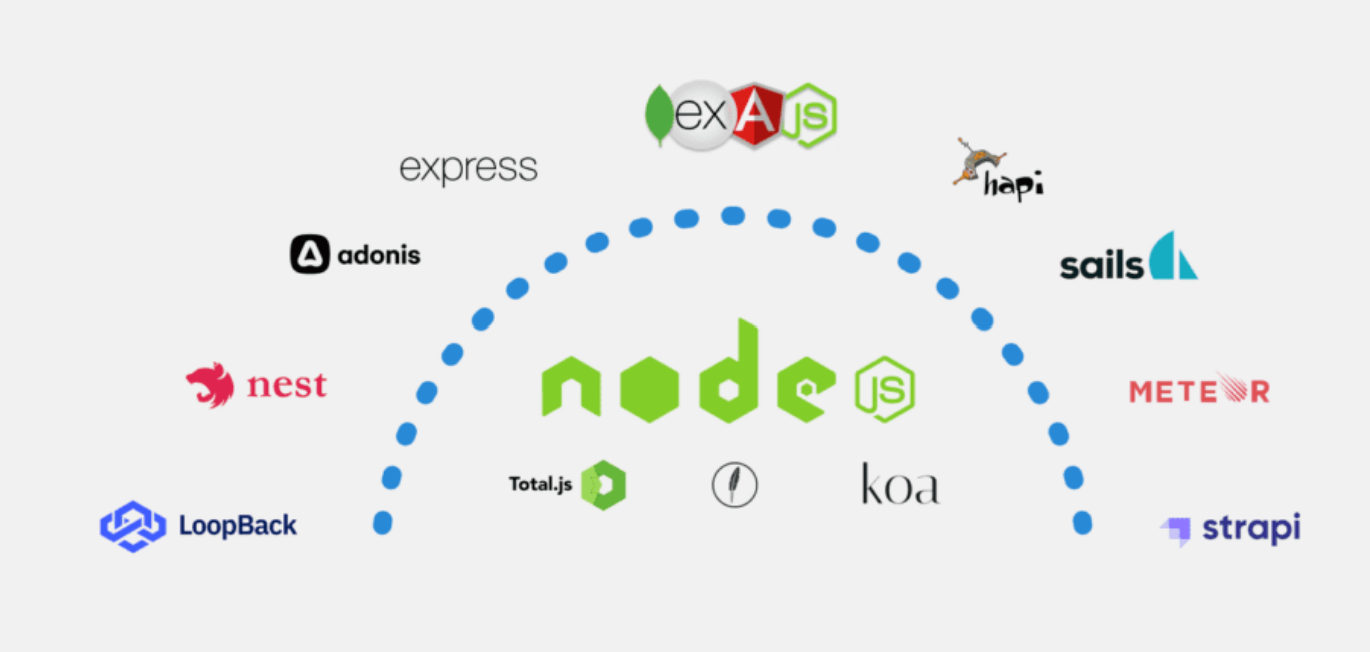 ex A JS
express
hapi
adonis
sails
node JS
nest
METEOR
Total.js
koa
LoopBack
strapi